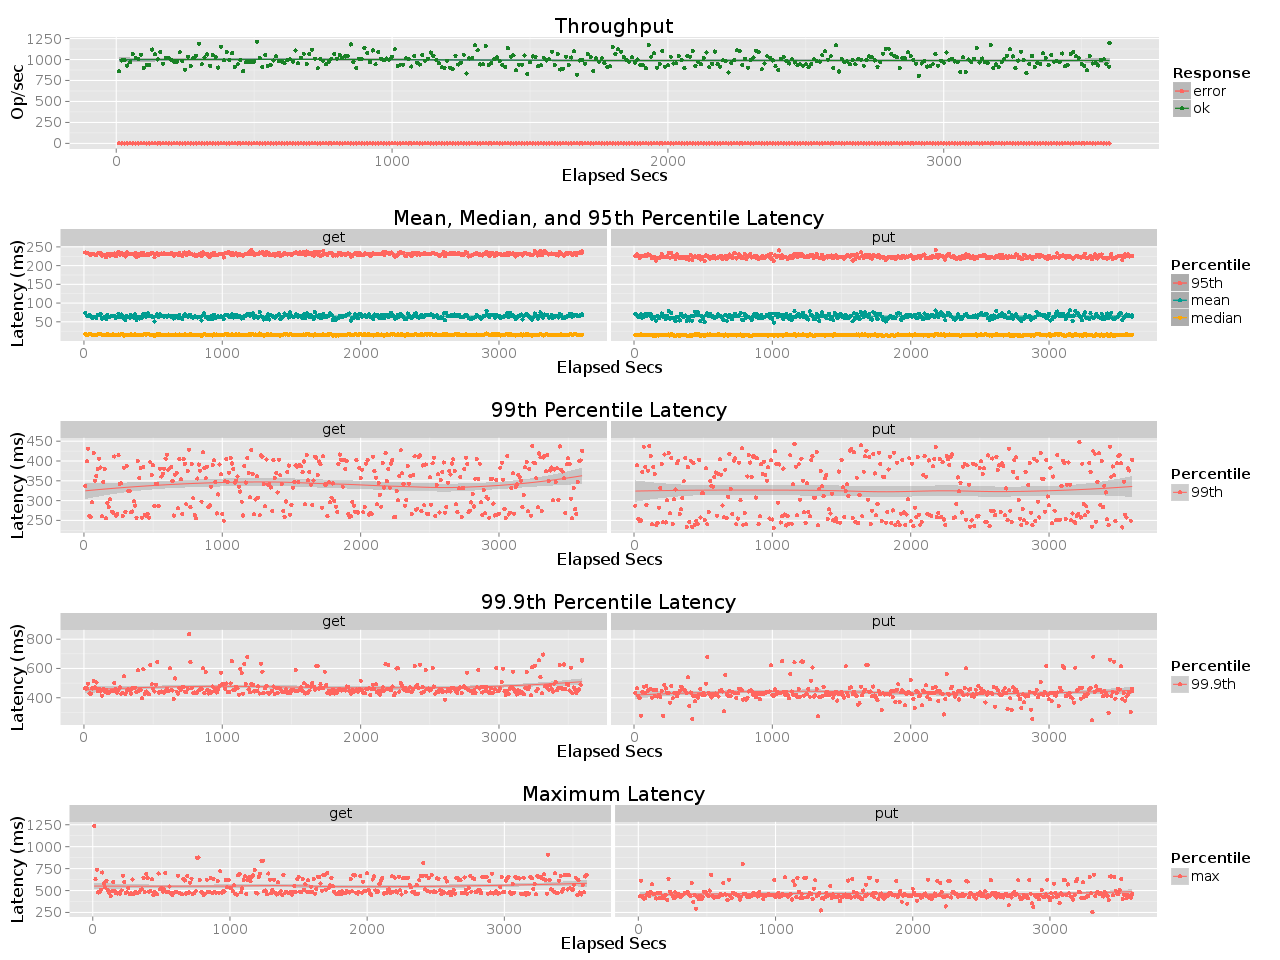 Throughput
1250
1000
750
500
250
0
Op/sec
0 1000 2000 3000
Elapsed Secs
Response
error
ok
Mean, Median, and 95th Percentile Latency
get put
250
200
150
100
50
Latency (ms)
0 1000 2000 3000 0 1000 2000 3000
Elapsed Secs
Percentile
95th
mean
median
99th Percentile Latency
get put
450
400
350
300
250
Latency (ms)
0 1000 2000 3000 0 1000 2000 3000
Elapsed Secs
Percentile
99th
99.9th Percentile Latency
get put
800
600
400
Latency (ms)
0 1000 2000 3000 0 1000 2000 3000
Elapsed Secs
Percentile
99.9th
Maximum Latency
get put
1250
1000
750
500
250
Latency (ms)
0 1000 2000 3000 0 1000 2000 3000
Elapsed Secs
Percentile
max